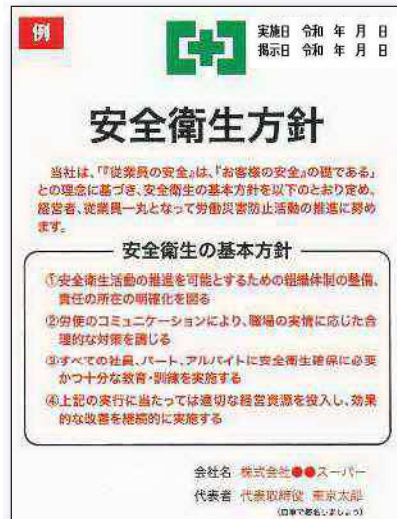 例
実施日 令和 年 月 日
掲示日 令和 年 月 日
安全衛生方針
当社は、『「従業員の安全」は、「お客様の安全」の礎である』
との理念に基づき、安全衛生の基本方針を以下のとおり定め、
経営者、従業員一丸となって労働災害防止活動の推進に努め
ます。
安全衛生の基本方針
①安全衛生活動の推進を可能とするための組織体制の整備、
責任の所在の明確化を図る
②労使のコミュニケーションにより、職場の実情に応じた合
理的な対策を講じる
③すべての社員、パート、アルバイトに安全衛生確保に必要
かつ十分な教育・訓練を実施する
④上記の実行に当たっては適切な経営資源を投入し、効果
的な改善を継続的に実施する
会社名 株式会社●●スーパー
代表者 代表取締役 東京太郎
(自筆で署名しましょう)